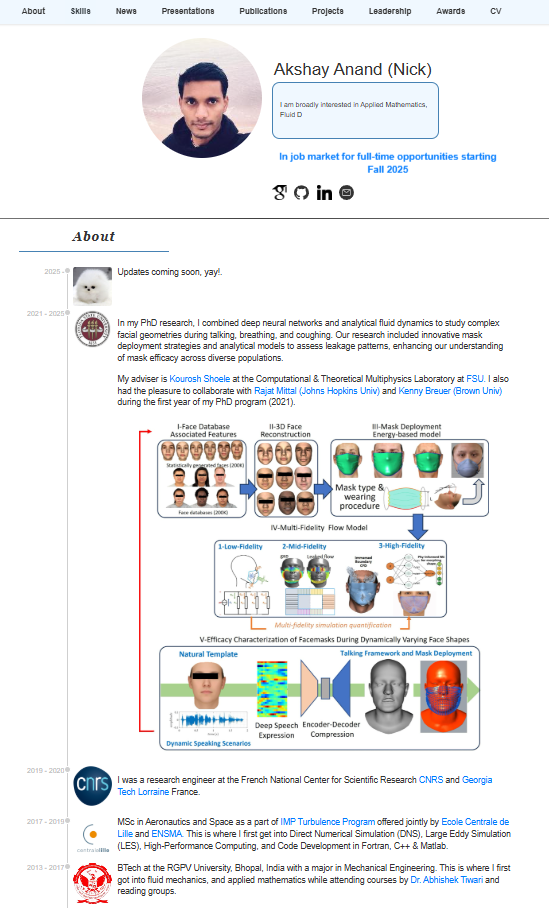 About Skills News Presentations Publications Projects Leadership Awards CV
Akshay Anand (Nick)
I am broadly interested in Applied Mathematics,
Fluid D
In job market for full-time opportunities starting
Fall 2025
About
2025 -
Updates coming soon, yay!.
2021 - 2025
In my PhD research, I combined deep neural networks and analytical fluid dynamics to study complex
facial geometries during talking, breathing, and coughing. Our research included innovative mask
deployment strategies and analytical models to assess leakage patterns, enhancing our understanding
of mask efficacy across diverse populations.
My adviser is Kourosh Shoele at the Computational & Theoretical Multiphysics Laboratory at FSU. I also
had the pleasure to collaborate with Rajat Mittal (Johns Hopkins Univ) and Kenny Breuer (Brown Univ)
during the first year of my PhD program (2021).
I-Face Database
Associated Features
II-3D Face
Reconstruction
III-Mask Deployment
Energy-based model
Statistically generated faces (200K)
Face databases (200K)
Mask type &
wearing
procedure
IV-Multi-Fidelity Flow Model
1-Low-Fidelity
2-Mid-Fidelity
3-High-Fidelity
gap
Leaked flow
Immersed
Boundary
CFD
Multi-fidelity simulation quantification
V-Efficacy Characterization of Facemasks During Dynamically Varying Face Shapes
Natural Template
Talking Framework and Mask Deployment
Deep Speech
Expression
Encoder-Decoder
Compression
Dynamic Speaking Scenarios
2019 - 2020
cnrs
I was a research engineer at the French National Center for Scientific Research CNRS and Georgia
Tech Lorraine France.
2017 - 2019
centralelille
MSc in Aeronautics and Space as a part of IMP Turbulence Program offered jointly by Ecole Centrale de
Lille and ENSMA. This is where I first get into Direct Numerical Simulation (DNS), Large Eddy Simulation
(LES), High-Performance Computing, and Code Development in Fortran, C++ & Matlab.
2013 - 2017
BTech at the RGPV University, Bhopal, India with a major in Mechanical Engineering. This is where I first
got into fluid mechanics, and applied mathematics while attending courses by Dr. Abhishek Tiwari and
reading groups.